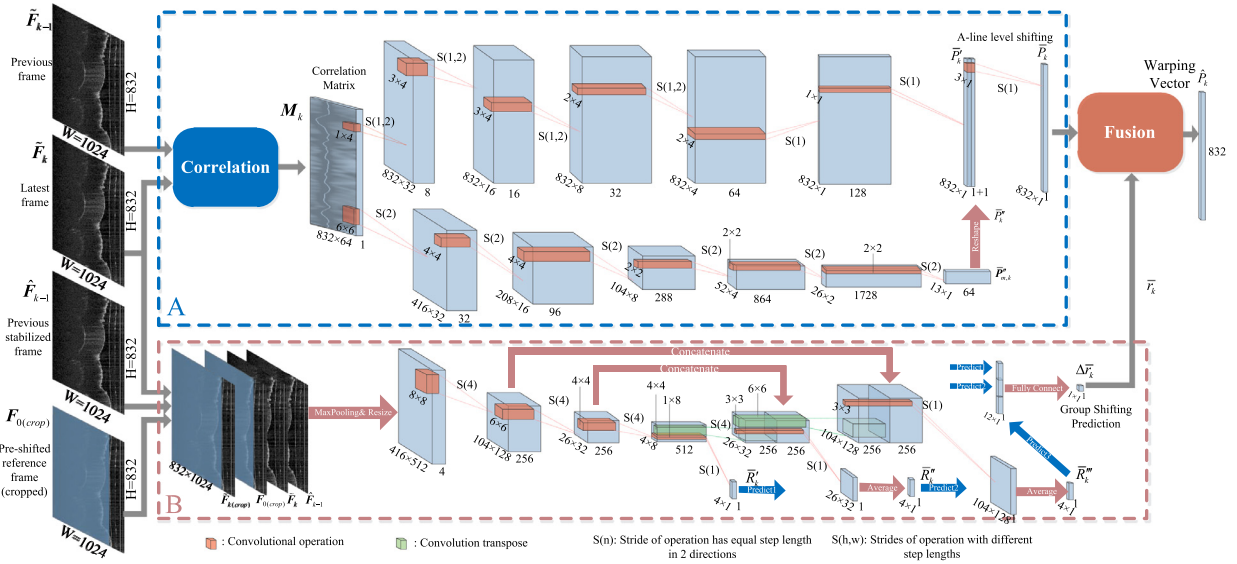 F̃k-1
Previous
frame
H=832
W=1024
F̃k
Latest
frame
H=832
W=1024
F̂k-1
Previous
stabilized
frame
H=832
W=1024
F0(crop)
Pre-shifted
reference
frame
(cropped)
H=832
W=1024
A
Correlation
Correlation
Matrix
Mk
1×4
6×6
832×64
1
S(1,2)
3×4
832×32
8
S(1,2)
3×4
832×16
16
S(1,2)
2×4
832×8
32
S(1,2)
2×4
832×4
64
S(1)
1×1
832×1
128
S(1)
A-line level shifting
P̄′k
3×1
832×1
1+1
S(1)
P̄k
832×1
1
S(2)
4×4
416×32
32
S(2)
4×4
208×16
96
S(2)
2×2
104×8
288
S(2)
2×2
52×4
864
S(2)
2×2
26×2
1728
S(2)
13×1
64
P̄″m,k
Reshape
P̄″k
Fusion
Warping
Vector
P̂k
832
r̄k
B
832×1024
F̃k(crop)
F0(crop)
F̃k
F̂k-1
MaxPooling& Resize
8×8
416×512
4
S(4)
6×6
104×128
256
S(4)
4×4
26×32
256
S(4)
4×4
1×8
4×8
512
S(4)
3×3
6×6
26×32
256
256
3×3
104×128
256
256
S(1)
Concatenate
Concatenate
S(1)
R̄′k
4×1
1
Predict1
S(1)
26×32
1
Average
R̄″k
4×1
1
Predict2
104×128
1
Average
R̄‴k
4×1
1
Predict3
Predict1
Predict2
12×1
1
Fully Connect
Δr̄k
1×1
1
Group Shifting
Prediction
: Convolutional operation
: Convolution transpose
S(n): Stride of operation has equal step length
in 2 directions
S(h,w): Strides of operation with different
step lengths